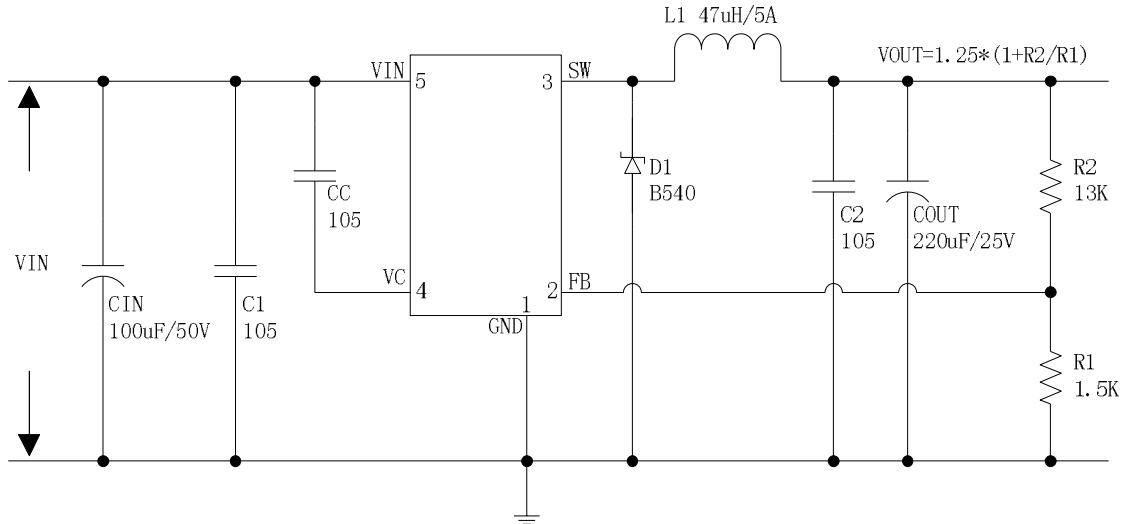 L1 47uH/5A
VOUT=1.25*(1+R2/R1)
VIN
5
3
SW
CC
105
D1
B540
R2
13K
C2
105
COUT
220uF/25V
VIN
VC
4
2
FB
CIN
100uF/50V
C1
105
1
GND
R1
1.5K